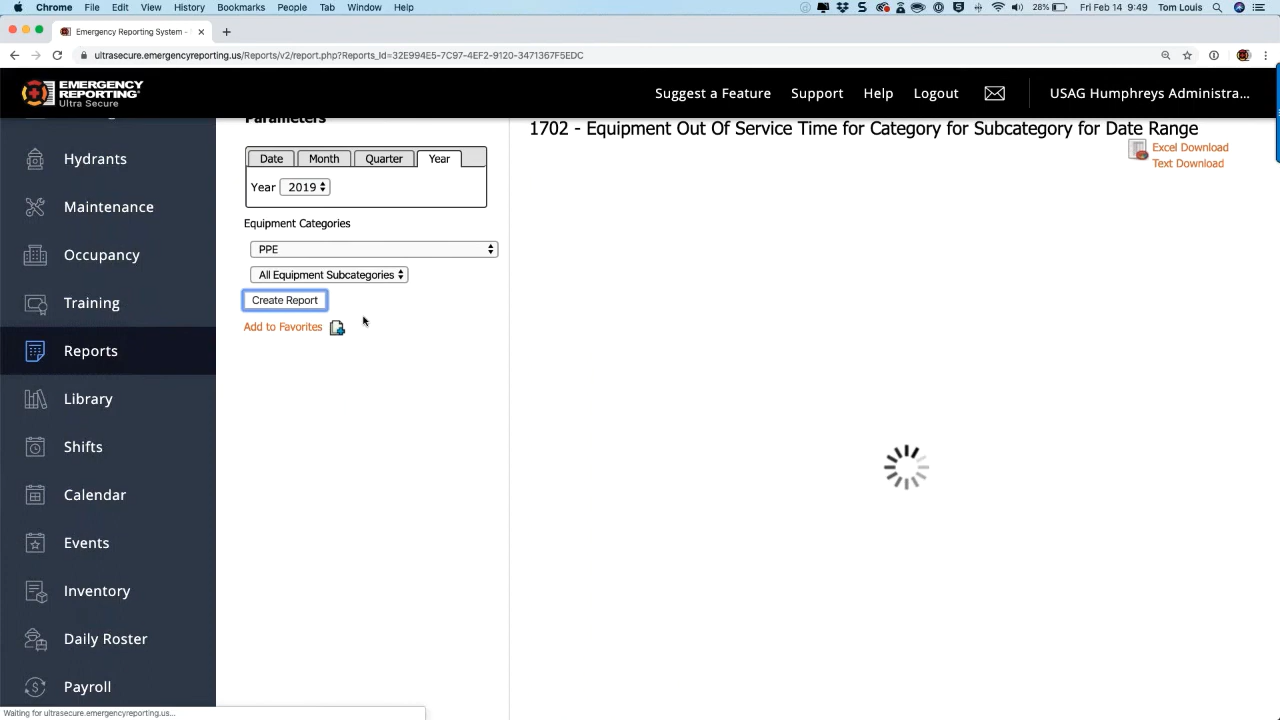 Chrome File Edit View History Bookmarks People Tab Window Help 28% Fri Feb 14 9:49 Tom Louis
Emergency Reporting System -
ultrasecure.emergencyreporting.us/Reports/v2/report.php?Reports_Id=32E994E5-7C97-4EF2-9120-3471367F5EDC
EMERGENCY
REPORTING
Ultra Secure
Suggest a Feature Support Help Logout USAG Humphreys Administra...
Hydrants
Maintenance
Occupancy
Training
Reports
Library
Shifts
Calendar
Events
Inventory
Daily Roster
Payroll
Parameters
Date Month Quarter Year
Year 2019
Equipment Categories
PPE
All Equipment Subcategories
Create Report
Add to Favorites
1702 - Equipment Out Of Service Time for Category for Subcategory for Date Range
Excel Download
Text Download
Waiting for ultrasecure.emergencyreporting.us...